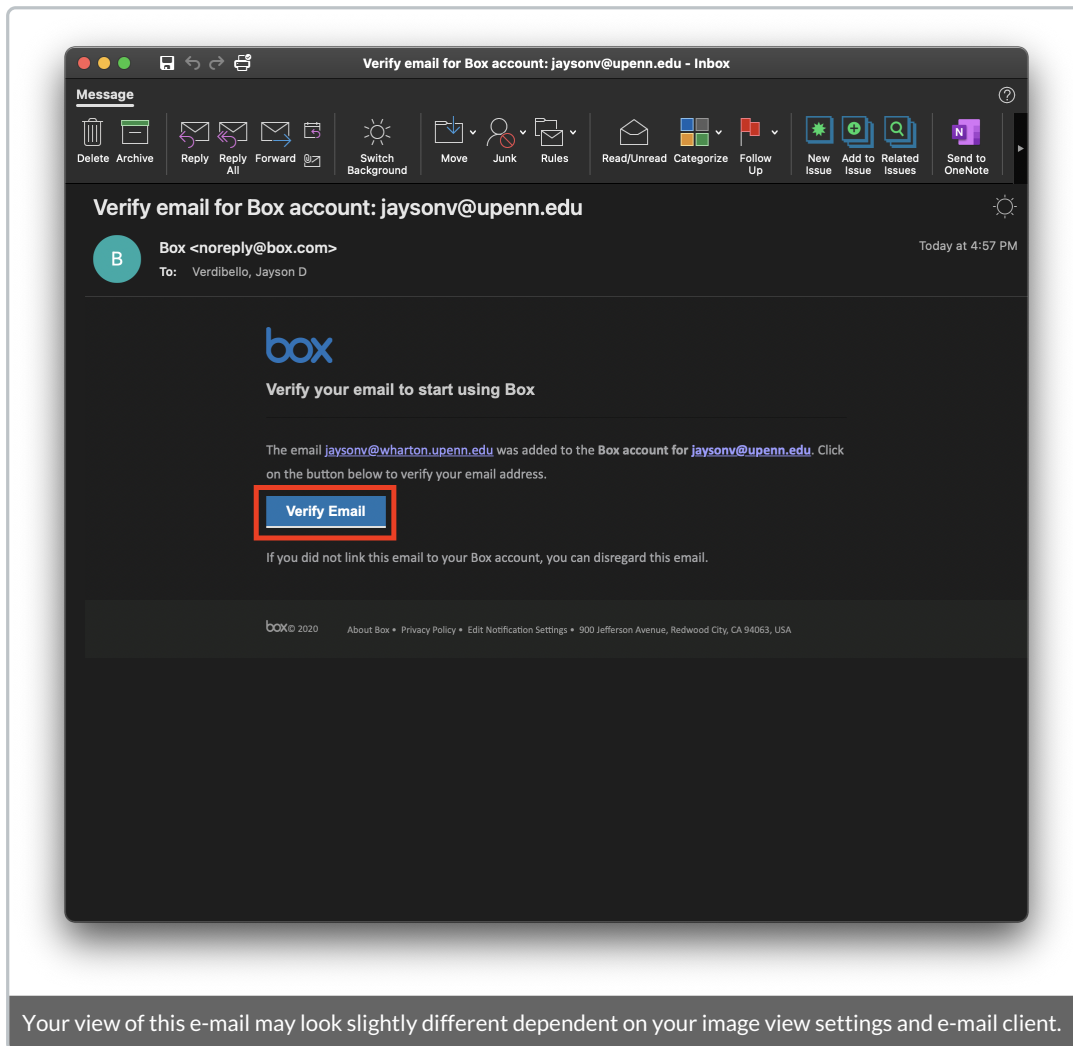 Verify email for Box account: jaysonv@upenn.edu - Inbox
Message
Delete Archive Reply Reply All Forward Switch Background Move Junk Rules Read/Unread Categorize Follow Up New Issue Add to Issue Related Issues N Send to OneNote
Verify email for Box account: jaysonv@upenn.edu
B
Box <noreply@box.com>
Today at 4:57 PM
To: Verdibello, Jayson D
box
Verify your email to start using Box
The email jaysonv@wharton.upenn.edu was added to the Box account for jaysonv@upenn.edu. Click
on the button below to verify your email address.
Verify Email
If you did not link this email to your Box account, you can disregard this email.
box © 2020 About Box • Privacy Policy • Edit Notification Settings • 900 Jefferson Avenue, Redwood City, CA 94063, USA
Your view of this e-mail may look slightly different dependent on your image view settings and e-mail client.